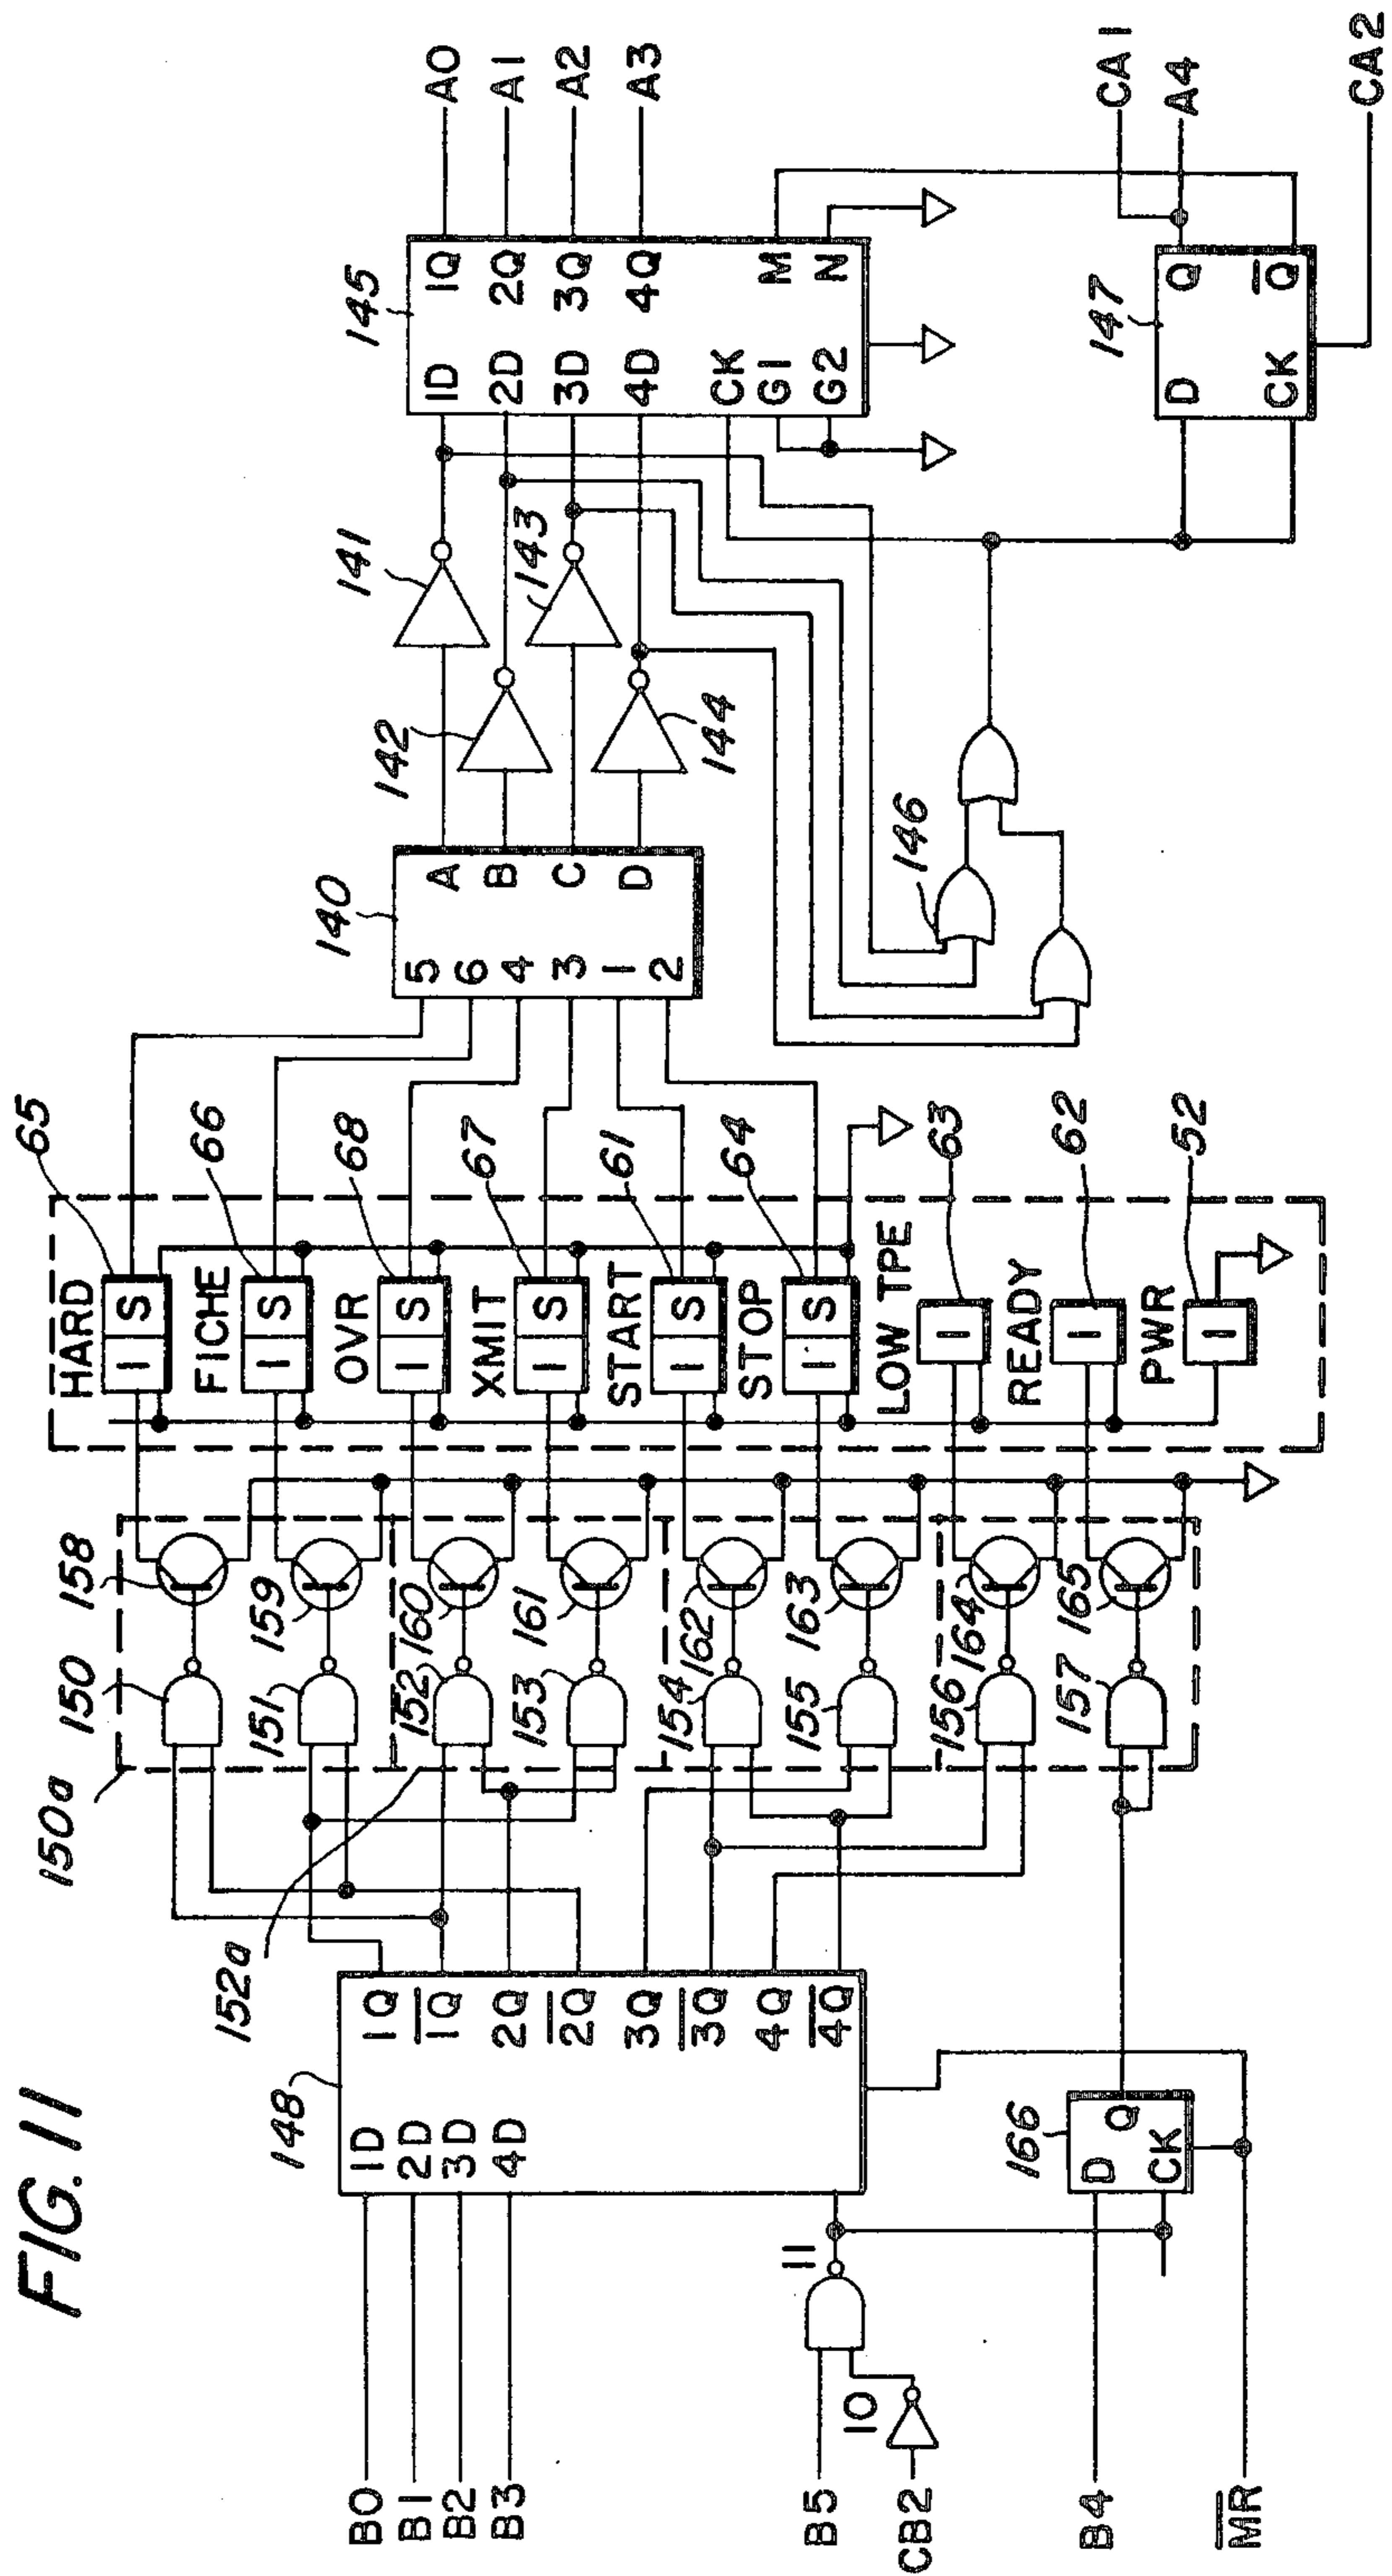 FIG. 11
A0
A1
A2
A3
CA1
A4
CA2
145
1D 1Q
2D 2Q
3D 3Q
4D 4Q
CK
G1 M
G2 N
147
D Q
CK Q̅
141
142
143
144
146
140
5 A
6 B
4 C
3 D
1
2
HARD
I S
65
FICHE
I S
66
OVR
I S
68
XMIT
I S
67
START
I S
61
STOP
I S
64
LOW TPE
I
63
READY
I
62
PWR
I
52
158
159
160
161
162
163
164
165
150
151
152
153
154
155
156
157
150a
152a
148
1D 1Q
2D 1Q̅
3D 2Q
4D 2Q̅
3Q
3Q̅
4Q
4Q̅
166
D Q
CK
11
10
B0
B1
B2
B3
B5
CB2
B4
M̅R̅